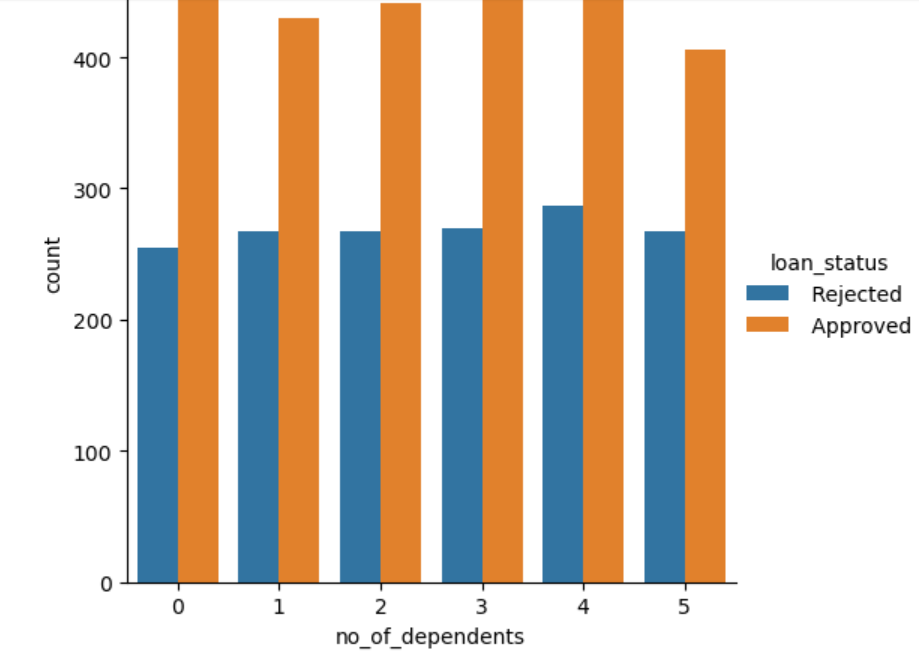 400
300
200
100
0
count
0 1 2 3 4 5
no_of_dependents
loan_status
Rejected
Approved